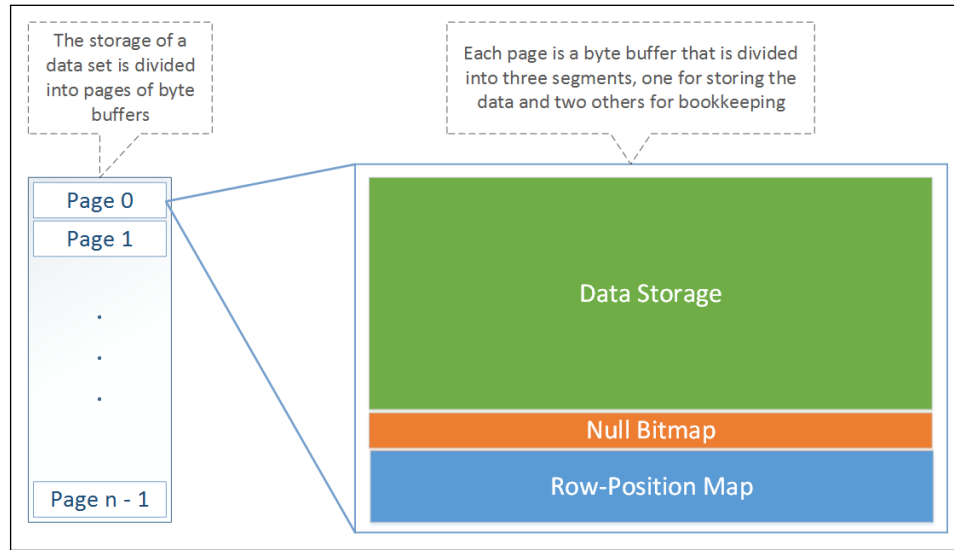 The storage of a
data set is divided
into pages of byte
buffers
Each page is a byte buffer that is divided
into three segments, one for storing the
data and two others for bookkeeping
Page 0
Page 1
.
.
.
Page n - 1
Data Storage
Null Bitmap
Row-Position Map